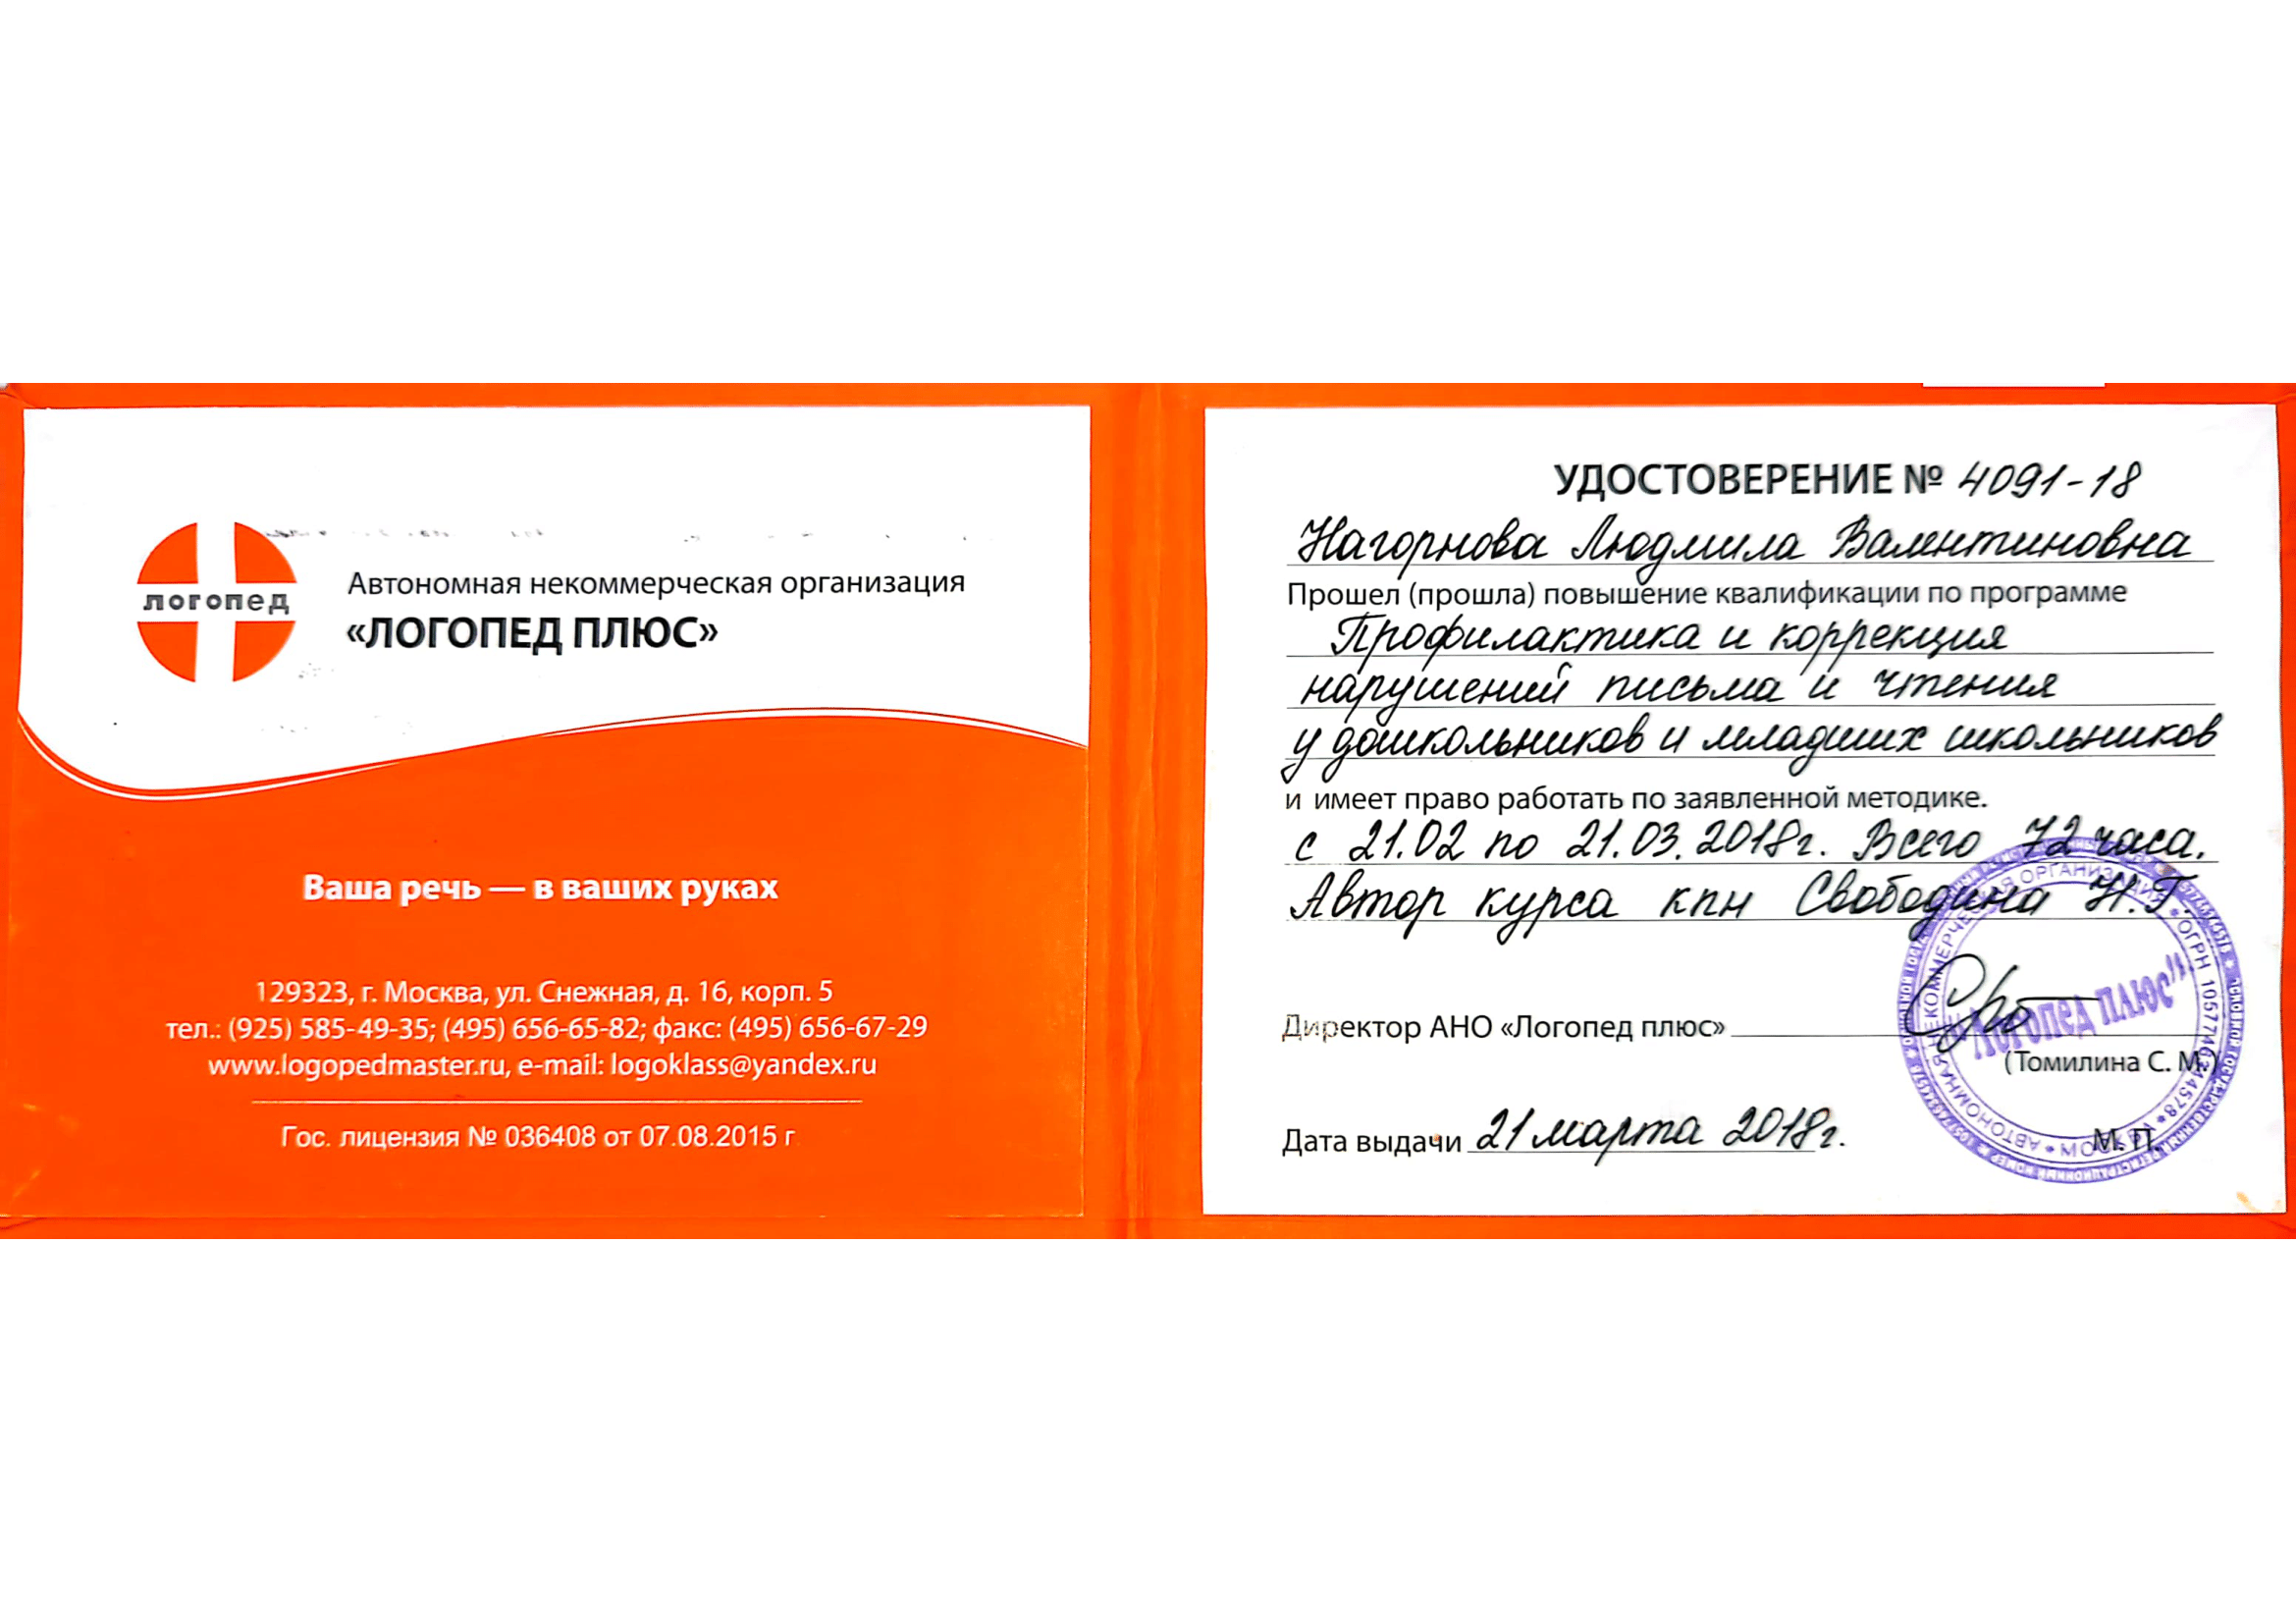 логопед
Автономная некоммерческая организация
«ЛОГОПЕД ПЛЮС»
Ваша речь — в ваших руках
129323, г. Москва, ул. Снежная, д. 16, корп. 5
тел.: (925) 585-49-35; (495) 656-65-82; факс: (495) 656-67-29
www.logopedmaster.ru, e-mail: logoklass@yandex.ru
Гос. лицензия № 036408 от 07.08.2015 г
УДОСТОВЕРЕНИЕ № 4091-18
Нагорнова Людмила Валентиновна
Прошел (прошла) повышение квалификации по программе
Профилактика и коррекция
нарушений письма и чтения
у дошкольников и младших школьников
и имеет право работать по заявленной методике.
с 21.02 по 21.03.2018г. Всего 72 часа.
Автор курса кпн Свободина Н.Г.
Директор АНО «Логопед плюс»
(Томилина С. М.)
Дата выдачи 21 марта 2018г.
М. П.
АВТОНОМНАЯ НЕКОММЕРЧЕСКАЯ ОРГАНИЗАЦИЯ • ОГРН • МОСКВА
"Логопед плюс"